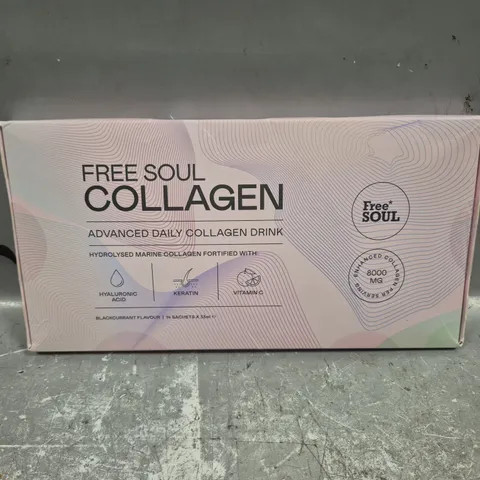 FREE SOUL
COLLAGEN
ADVANCED DAILY COLLAGEN DRINK
HYDROLYSED MARINE COLLAGEN FORTIFIED WITH:
HYALURONIC
ACID
KERATIN
VITAMIN C
BLACKCURRANT FLAVOUR | 14 SACHETS X 32ml e
Free*
SOUL
ENHANCED COLLAGEN PER SERVING
8000
MG